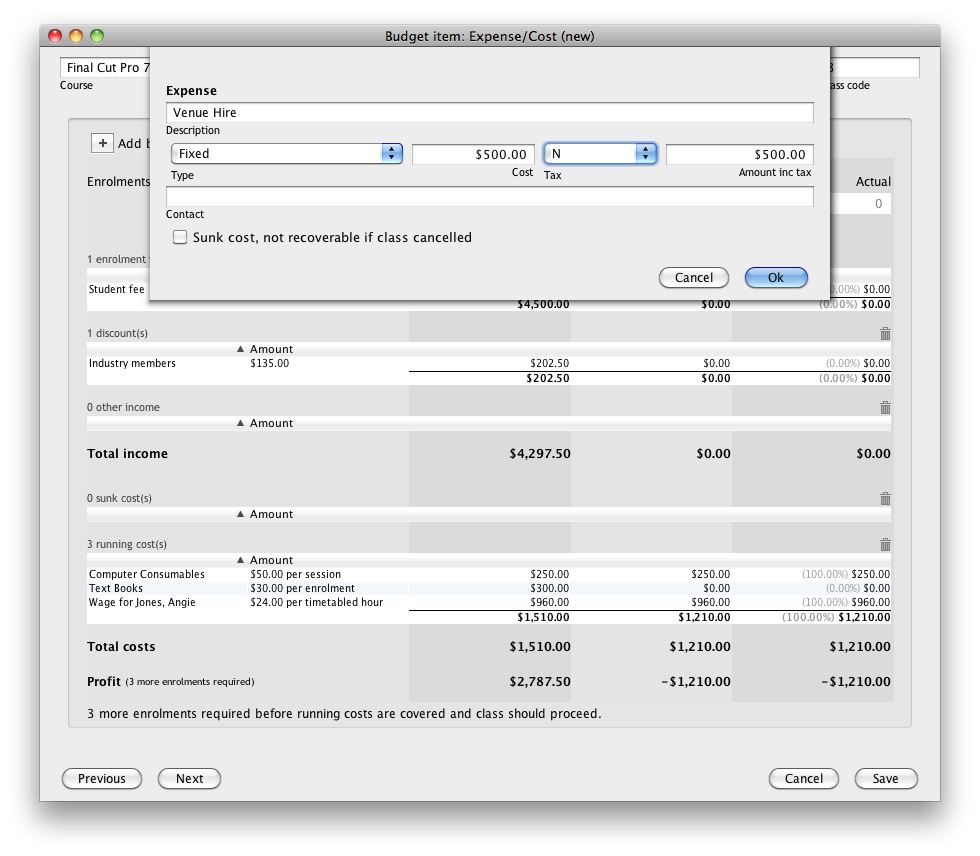 Budget item: Expense/Cost (new)
Final Cut Pro 7
Course
ass code
Expense
Venue Hire
Description
Fixed $500.00 N $500.00
Type Cost Tax Amount inc tax
Contact
Sunk cost, not recoverable if class cancelled
Cancel Ok
+ Add
Enrolments Actual
0
1 enrolment
Student fee 0.00%) $0.00
$4,500.00 $0.00 (0.00%) $0.00
1 discount(s)
▲ Amount
Industry members $135.00 $202.50 $0.00 (0.00%) $0.00
$202.50 $0.00 (0.00%) $0.00
0 other income
▲ Amount
Total income $4,297.50 $0.00 $0.00
0 sunk cost(s)
▲ Amount
3 running cost(s)
▲ Amount
Computer Consumables $50.00 per session $250.00 $250.00 (100.00%) $250.00
Text Books $30.00 per enrolment $300.00 $0.00 (0.00%) $0.00
Wage for Jones, Angie $24.00 per timetabled hour $960.00 $960.00 (100.00%) $960.00
$1,510.00 $1,210.00 (100.00%) $1,210.00
Total costs $1,510.00 $1,210.00 $1,210.00
Profit (3 more enrolments required) $2,787.50 −$1,210.00 −$1,210.00
3 more enrolments required before running costs are covered and class should proceed.
Previous Next Cancel Save